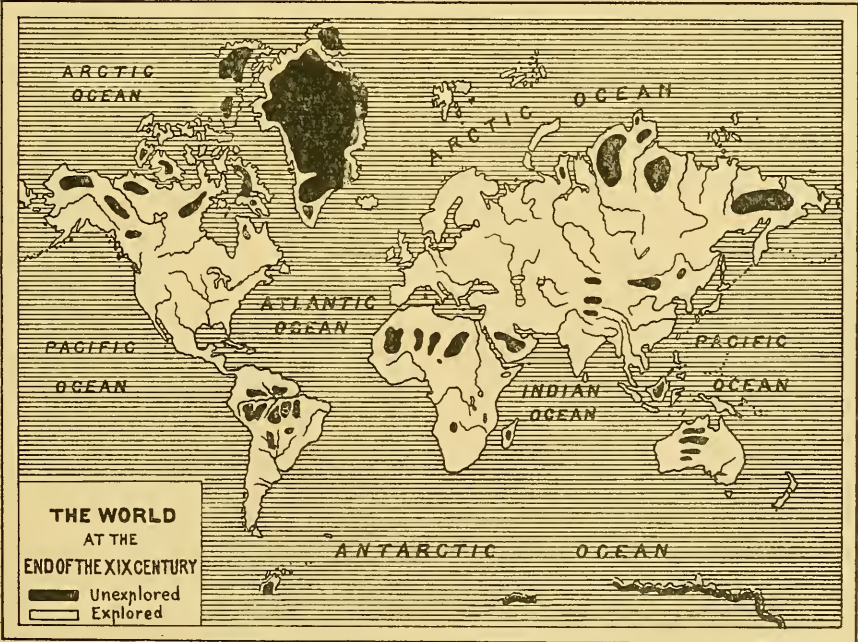 ARCTIC
OCEAN
ARCTIC OCEAN
ATLANTIC
OCEAN
PACIFIC
OCEAN
PACIFIC
OCEAN
INDIAN
OCEAN
ANTARCTIC OCEAN
THE WORLD
AT THE
END OF THE XIX CENTURY
Unexplored
Explored